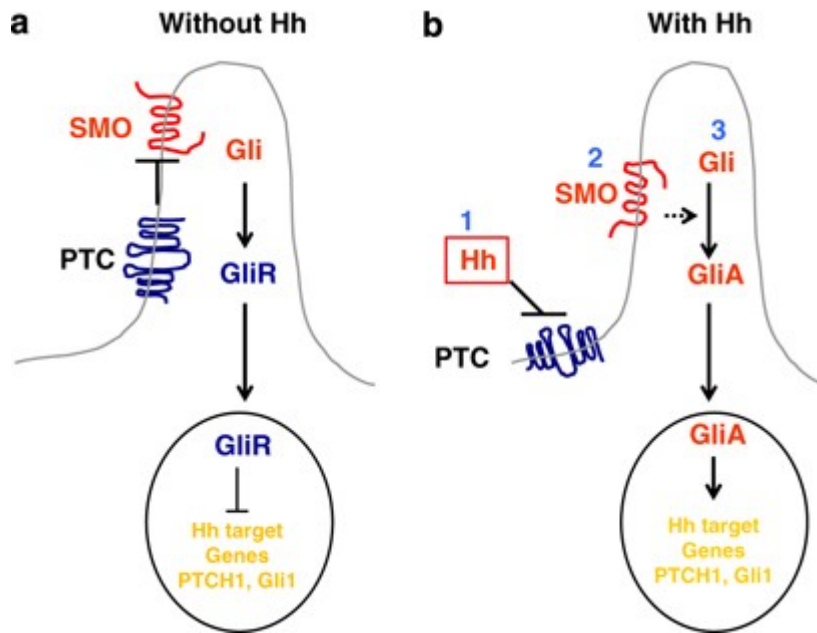 a
Without Hh
SMO
Gli
PTC
GliR
GliR
Hh target
Genes
PTCH1, Gli1
b
With Hh
3
2
Gli
SMO
1
Hh
GliA
PTC
GliA
Hh target
Genes
PTCH1, Gli1